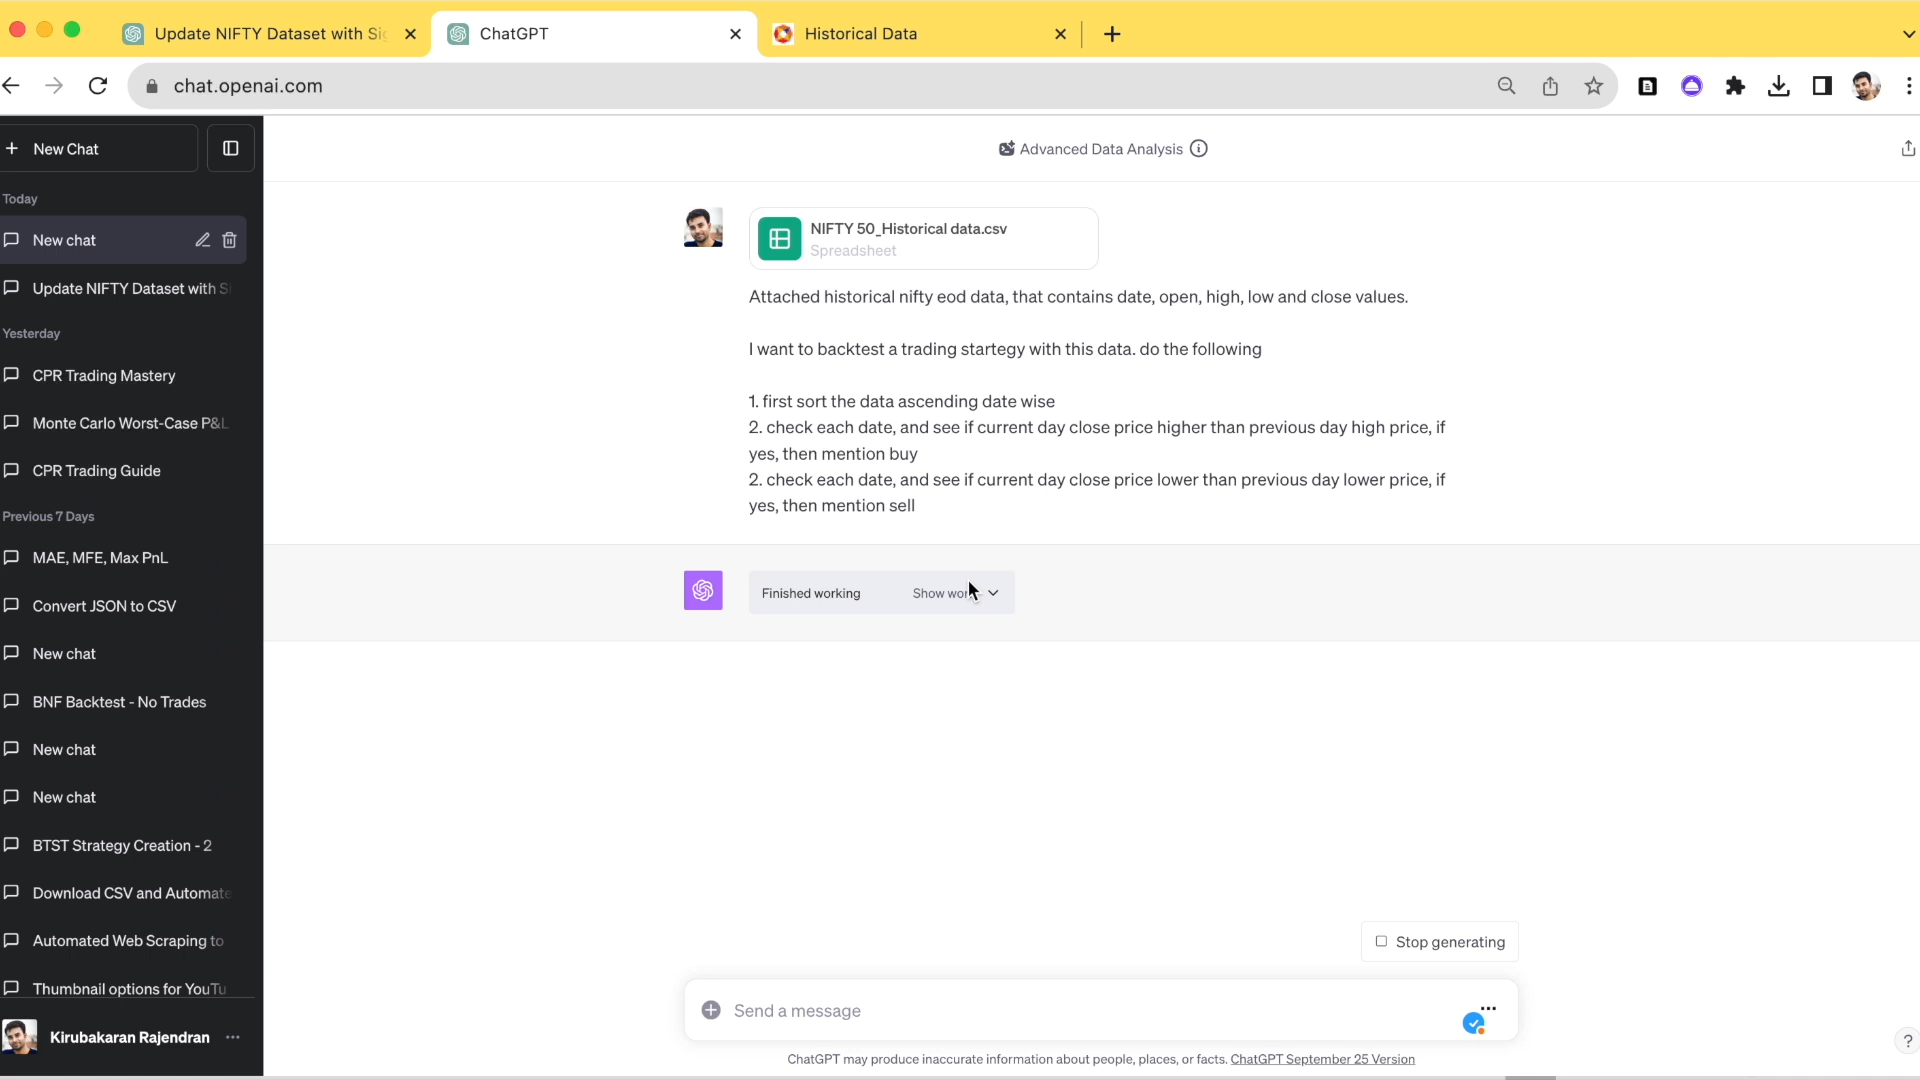 Update NIFTY Dataset with Si
ChatGPT
Historical Data
chat.openai.com
New Chat
Advanced Data Analysis
Today
New chat
Update NIFTY Dataset with S
Yesterday
CPR Trading Mastery
Monte Carlo Worst-Case P&L
CPR Trading Guide
Previous 7 Days
MAE, MFE, Max PnL
Convert JSON to CSV
New chat
BNF Backtest - No Trades
New chat
New chat
BTST Strategy Creation - 2
Download CSV and Automate
Automated Web Scraping to
Thumbnail options for YouTu
Kirubakaran Rajendran
NIFTY 50_Historical data.csv
Spreadsheet
Attached historical nifty eod data, that contains date, open, high, low and close values.
I want to backtest a trading startegy with this data. do the following
1. first sort the data ascending date wise
2. check each date, and see if current day close price higher than previous day high price, if
yes, then mention buy
2. check each date, and see if current day close price lower than previous day lower price, if
yes, then mention sell
Finished working
Show wor
Stop generating
Send a message
ChatGPT may produce inaccurate information about people, places, or facts. ChatGPT September 25 Version
?